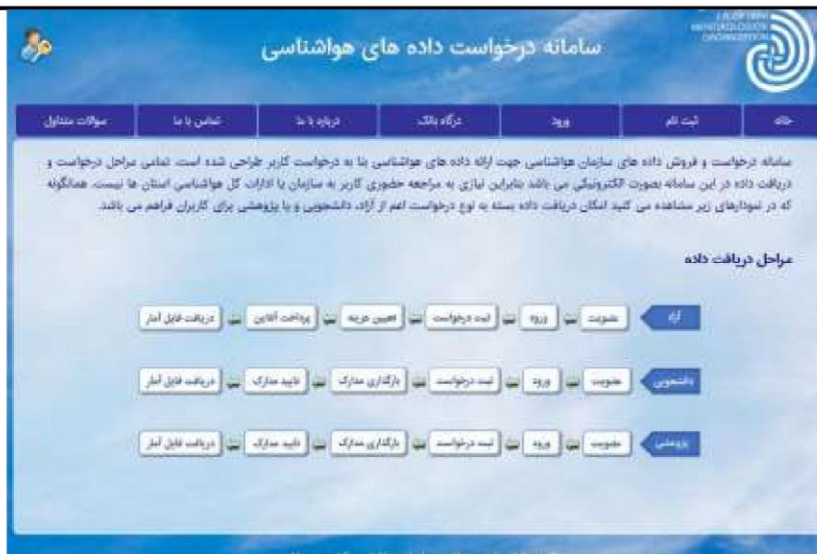 سامانه درخواست داده های هواشناسی
خانه
ثبت نام
ورود
درگاه بانک
درباره با ما
تماس با ما
سوالات متداول
سامانه درخواست و فروش داده های سازمان هواشناسی جهت ارائه داده های هواشناسی بنا به درخواست کاربر طراحی شده است. تمامی مراحل درخواست و
دریافت داده در این سامانه بصورت الکترونیکی می باشد بنابراین نیازی به مراجعه حضوری کاربر به سازمان یا ادارات کل هواشناسی استان ها نیست. همانگونه
که در نمودارهای زیر مشاهده می کنید امکان دریافت داده بسته به نوع درخواست اعم از آزاد، دانشجویی و یا پژوهشی برای کاربران فراهم می باشد.
مراحل دریافت داده
آزاد عضویت ورود ثبت درخواست تعیین هزینه پرداخت آنلاین دریافت فایل آمار
دانشجویی عضویت ورود ثبت درخواست بارگذاری مدارک تایید مدارک دریافت فایل آمار
پژوهشی عضویت ورود ثبت درخواست بارگذاری مدارک تایید مدارک دریافت فایل آمار